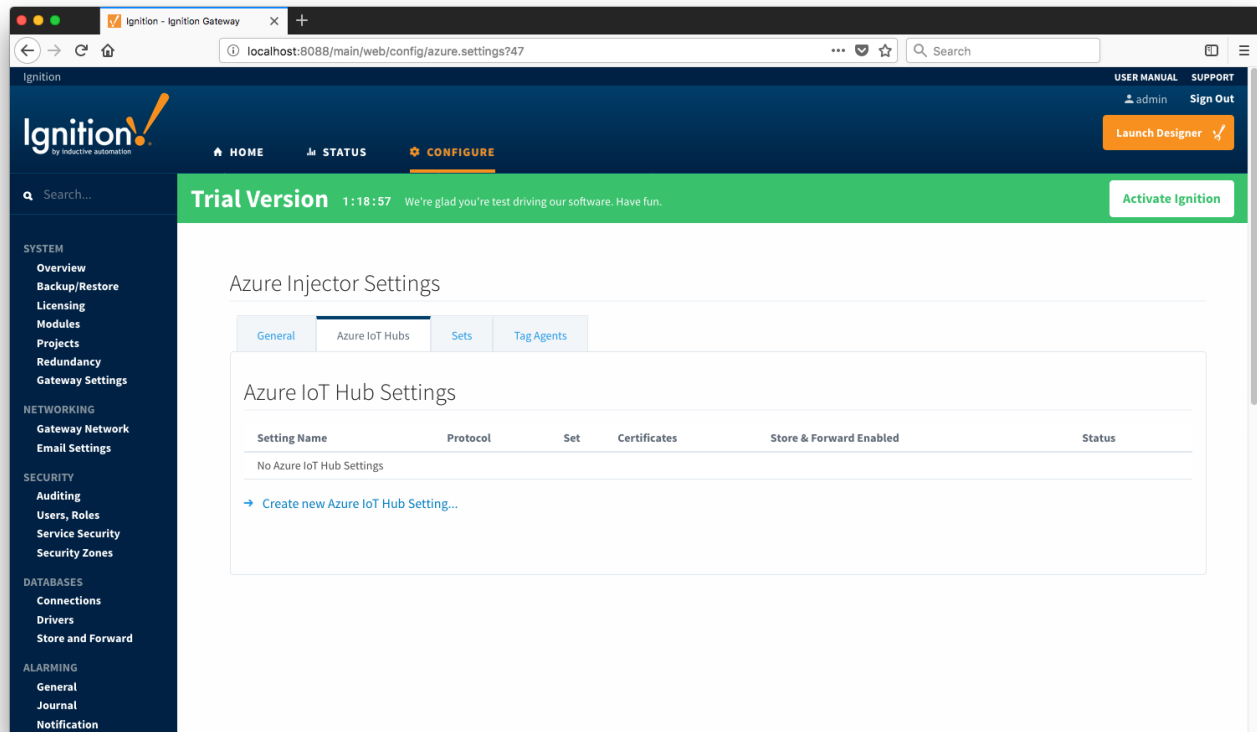 Ignition - Ignition Gateway
localhost:8088/main/web/config/azure.settings?47
Search
Ignition
USER MANUAL SUPPORT
admin Sign Out
Ignition!
by inductive automation
Launch Designer
HOME STATUS CONFIGURE
Search...
Trial Version 1:18:57 We're glad you're test driving our software. Have fun.
Activate Ignition
SYSTEM
Overview
Backup/Restore
Licensing
Modules
Projects
Redundancy
Gateway Settings
NETWORKING
Gateway Network
Email Settings
SECURITY
Auditing
Users, Roles
Service Security
Security Zones
DATABASES
Connections
Drivers
Store and Forward
ALARMING
General
Journal
Notification
Azure Injector Settings
General Azure IoT Hubs Sets Tag Agents
Azure IoT Hub Settings
Setting Name Protocol Set Certificates Store & Forward Enabled Status
No Azure IoT Hub Settings
Create new Azure IoT Hub Setting...